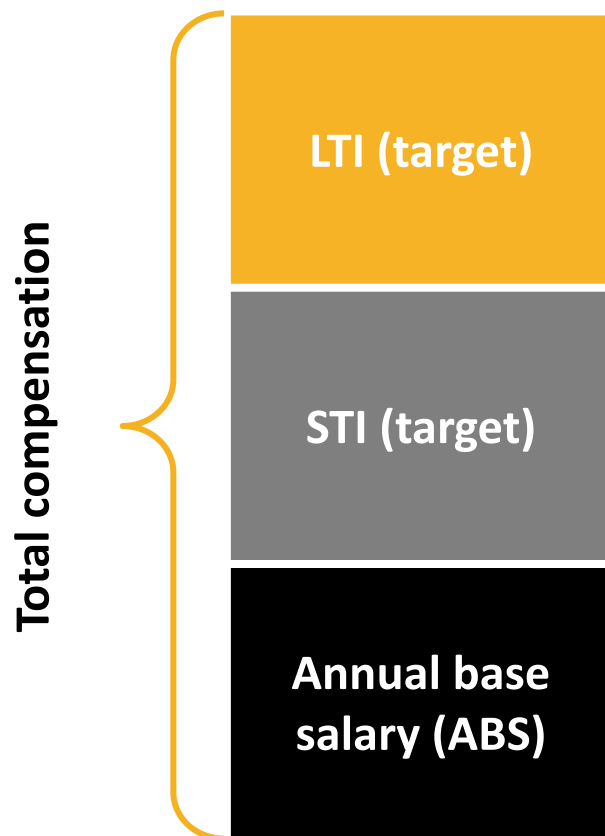 Total compensation
LTI (target)
STI (target)
Annual base
salary (ABS)